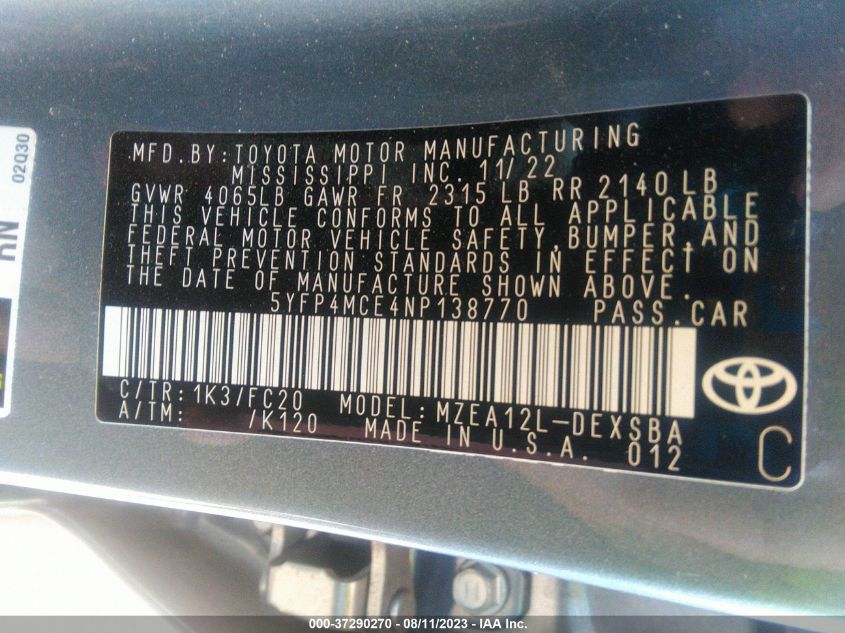 02Q30
MFD.BY:TOYOTA MOTOR MANUFACTURING
MISSISSIPPI INC. 11/22
GVWR 4065LB GAWR FR 2315 LB RR 2140 LB
THIS VEHICLE CONFORMS TO ALL APPLICABLE
FEDERAL MOTOR VEHICLE SAFETY,BUMPER,AND
THEFT PREVENTION STANDARDS IN EFFECT ON
THE DATE OF MANUFACTURE SHOWN ABOVE.
5YFP4MCE4NP138770 PASS.CAR
C/TR: 1K3/FC20 MODEL: MZEA12L-DEXSBA
A/TM: /K120 MADE IN U.S.A. 012
C
000-37290270 - 08/11/2023 - IAA Inc.